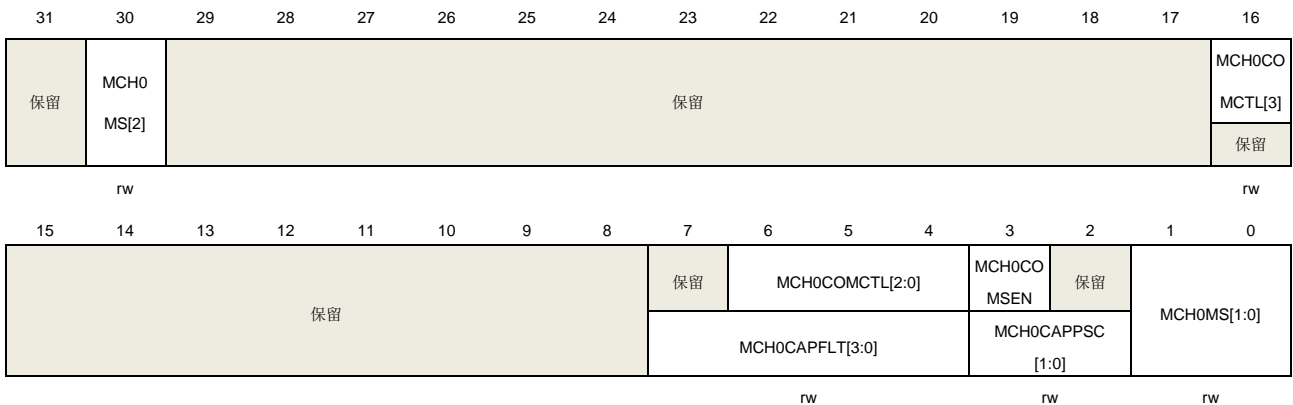 31 30 29 28 27 26 25 24 23 22 21 20 19 18 17 16
保留
MCH0
MS[2]
保留
MCH0CO
MCTL[3]
保留
rw rw
15 14 13 12 11 10 9 8 7 6 5 4 3 2 1 0
保留
保留
MCH0COMCTL[2:0]
MCH0CO
MSEN
保留
MCH0MS[1:0]
MCH0CAPFLT[3:0]
MCH0CAPPSC
[1:0]
rw rw rw